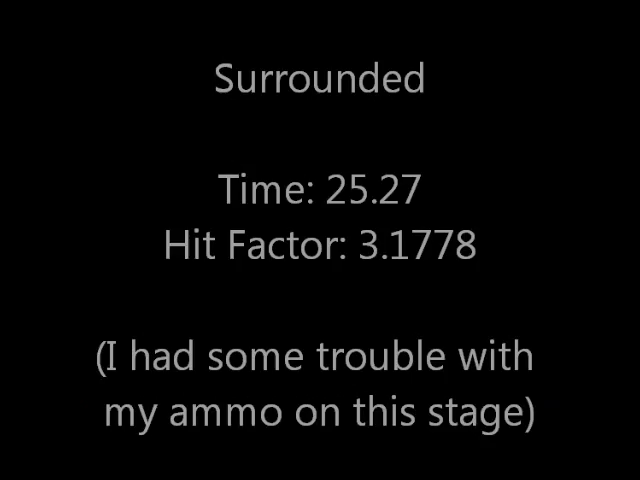 Surrounded
Time: 25.27
Hit Factor: 3.1778
(I had some trouble with
my ammo on this stage)